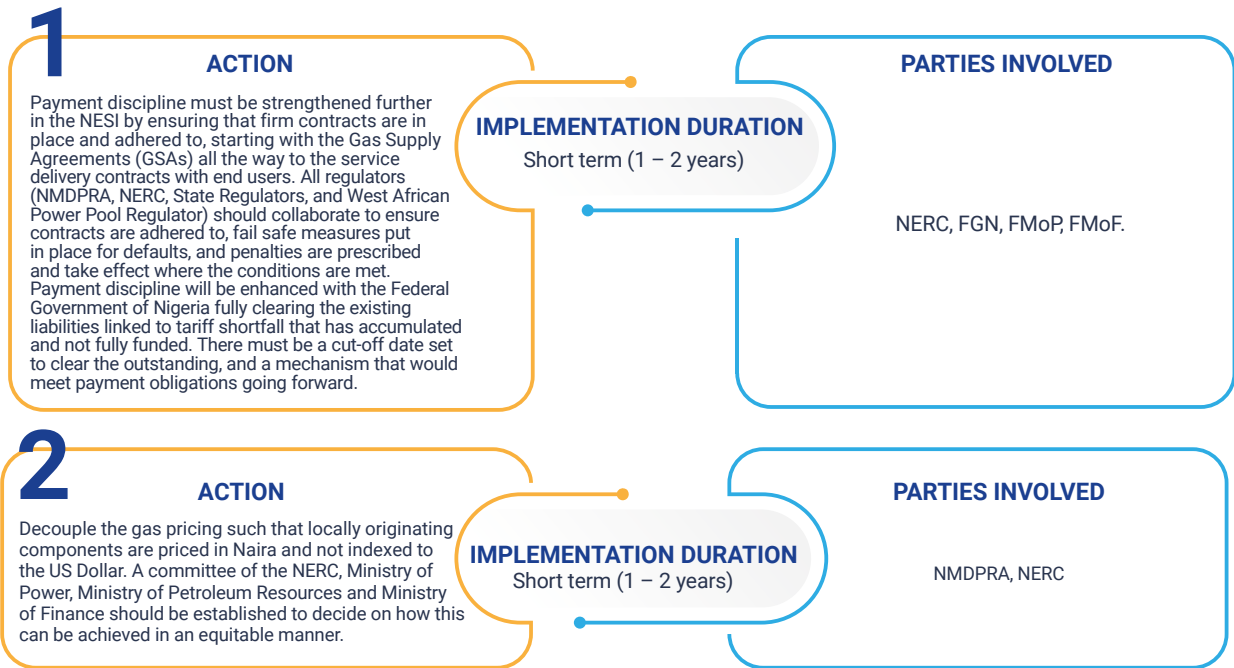 1
ACTION
Payment discipline must be strengthened further
in the NESI by ensuring that firm contracts are in
place and adhered to, starting with the Gas Supply
Agreements (GSAs) all the way to the service
delivery contracts with end users. All regulators
(NMDPRA, NERC, State Regulators, and West African
Power Pool Regulator) should collaborate to ensure
contracts are adhered to, fail safe measures put
in place for defaults, and penalties are prescribed
and take effect where the conditions are met.
Payment discipline will be enhanced with the Federal
Government of Nigeria fully clearing the existing
liabilities linked to tariff shortfall that has accumulated
and not fully funded. There must be a cut-off date set
to clear the outstanding, and a mechanism that would
meet payment obligations going forward.
IMPLEMENTATION DURATION
Short term (1 – 2 years)
PARTIES INVOLVED
NERC, FGN, FMoP, FMoF.
2
ACTION
Decouple the gas pricing such that locally originating
components are priced in Naira and not indexed to
the US Dollar. A committee of the NERC, Ministry of
Power, Ministry of Petroleum Resources and Ministry
of Finance should be established to decide on how this
can be achieved in an equitable manner.
IMPLEMENTATION DURATION
Short term (1 – 2 years)
PARTIES INVOLVED
NMDPRA, NERC